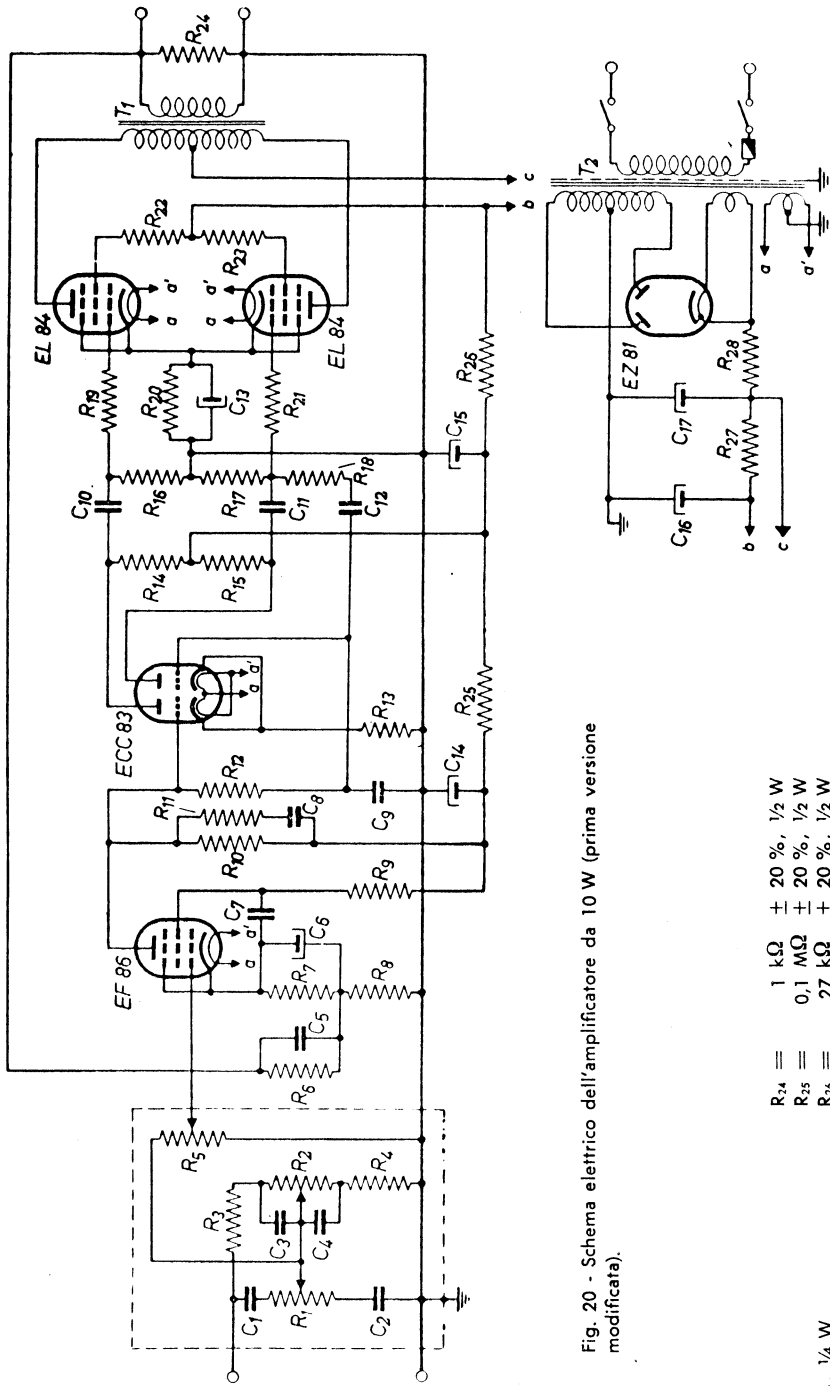 EL 84
EL 84
ECC 83
EF 86
T1
R24
R22
R23
a'
a
a'
a
R19
R20
C13
R21
C10
R16
R17
C11
R18
C12
R14
R15
a'
a
R13
R12
R11
R10
C8
C9
C14
C15
R25
R26
R9
C7
C6
R7
R8
a'
a
C5
R6
R5
R3
C3
R2
C4
R4
C1
R1
C2
c
b
T2
EZ 81
a
a'
R28
C17
R27
C16
b
c
Fig. 20 - Schema elettrico dell'amplificatore da 10 W (prima versione
modificata).
R24 = 1 kΩ ± 20 %, ½ W
R25 = 0,1 MΩ ± 20 %, ½ W
R26 = 27 kΩ ± 20 %, ½ W
¼ W